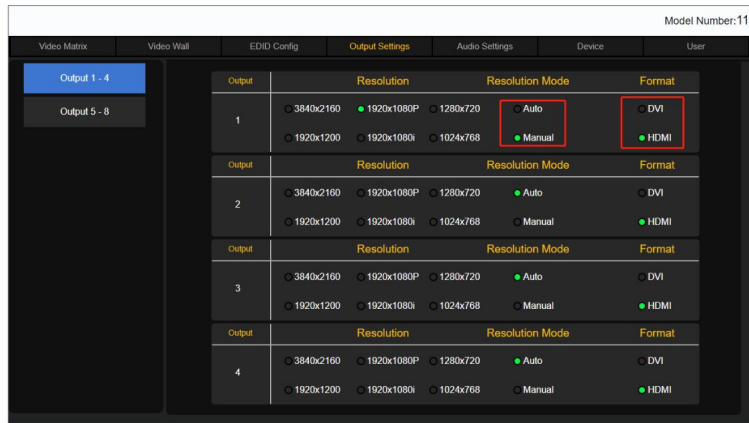 Model Number:11
Video Matrix Video Wall EDID Config Output Settings Audio Settings Device User
Output 1 - 4
Output 5 - 8
Output Resolution Resolution Mode Format
1
3840x2160 1920x1080P 1280x720 Auto DVI
1920x1200 1920x1080i 1024x768 Manual HDMI
Output Resolution Resolution Mode Format
2
3840x2160 1920x1080P 1280x720 Auto DVI
1920x1200 1920x1080i 1024x768 Manual HDMI
Output Resolution Resolution Mode Format
3
3840x2160 1920x1080P 1280x720 Auto DVI
1920x1200 1920x1080i 1024x768 Manual HDMI
Output Resolution Resolution Mode Format
4
3840x2160 1920x1080P 1280x720 Auto DVI
1920x1200 1920x1080i 1024x768 Manual HDMI